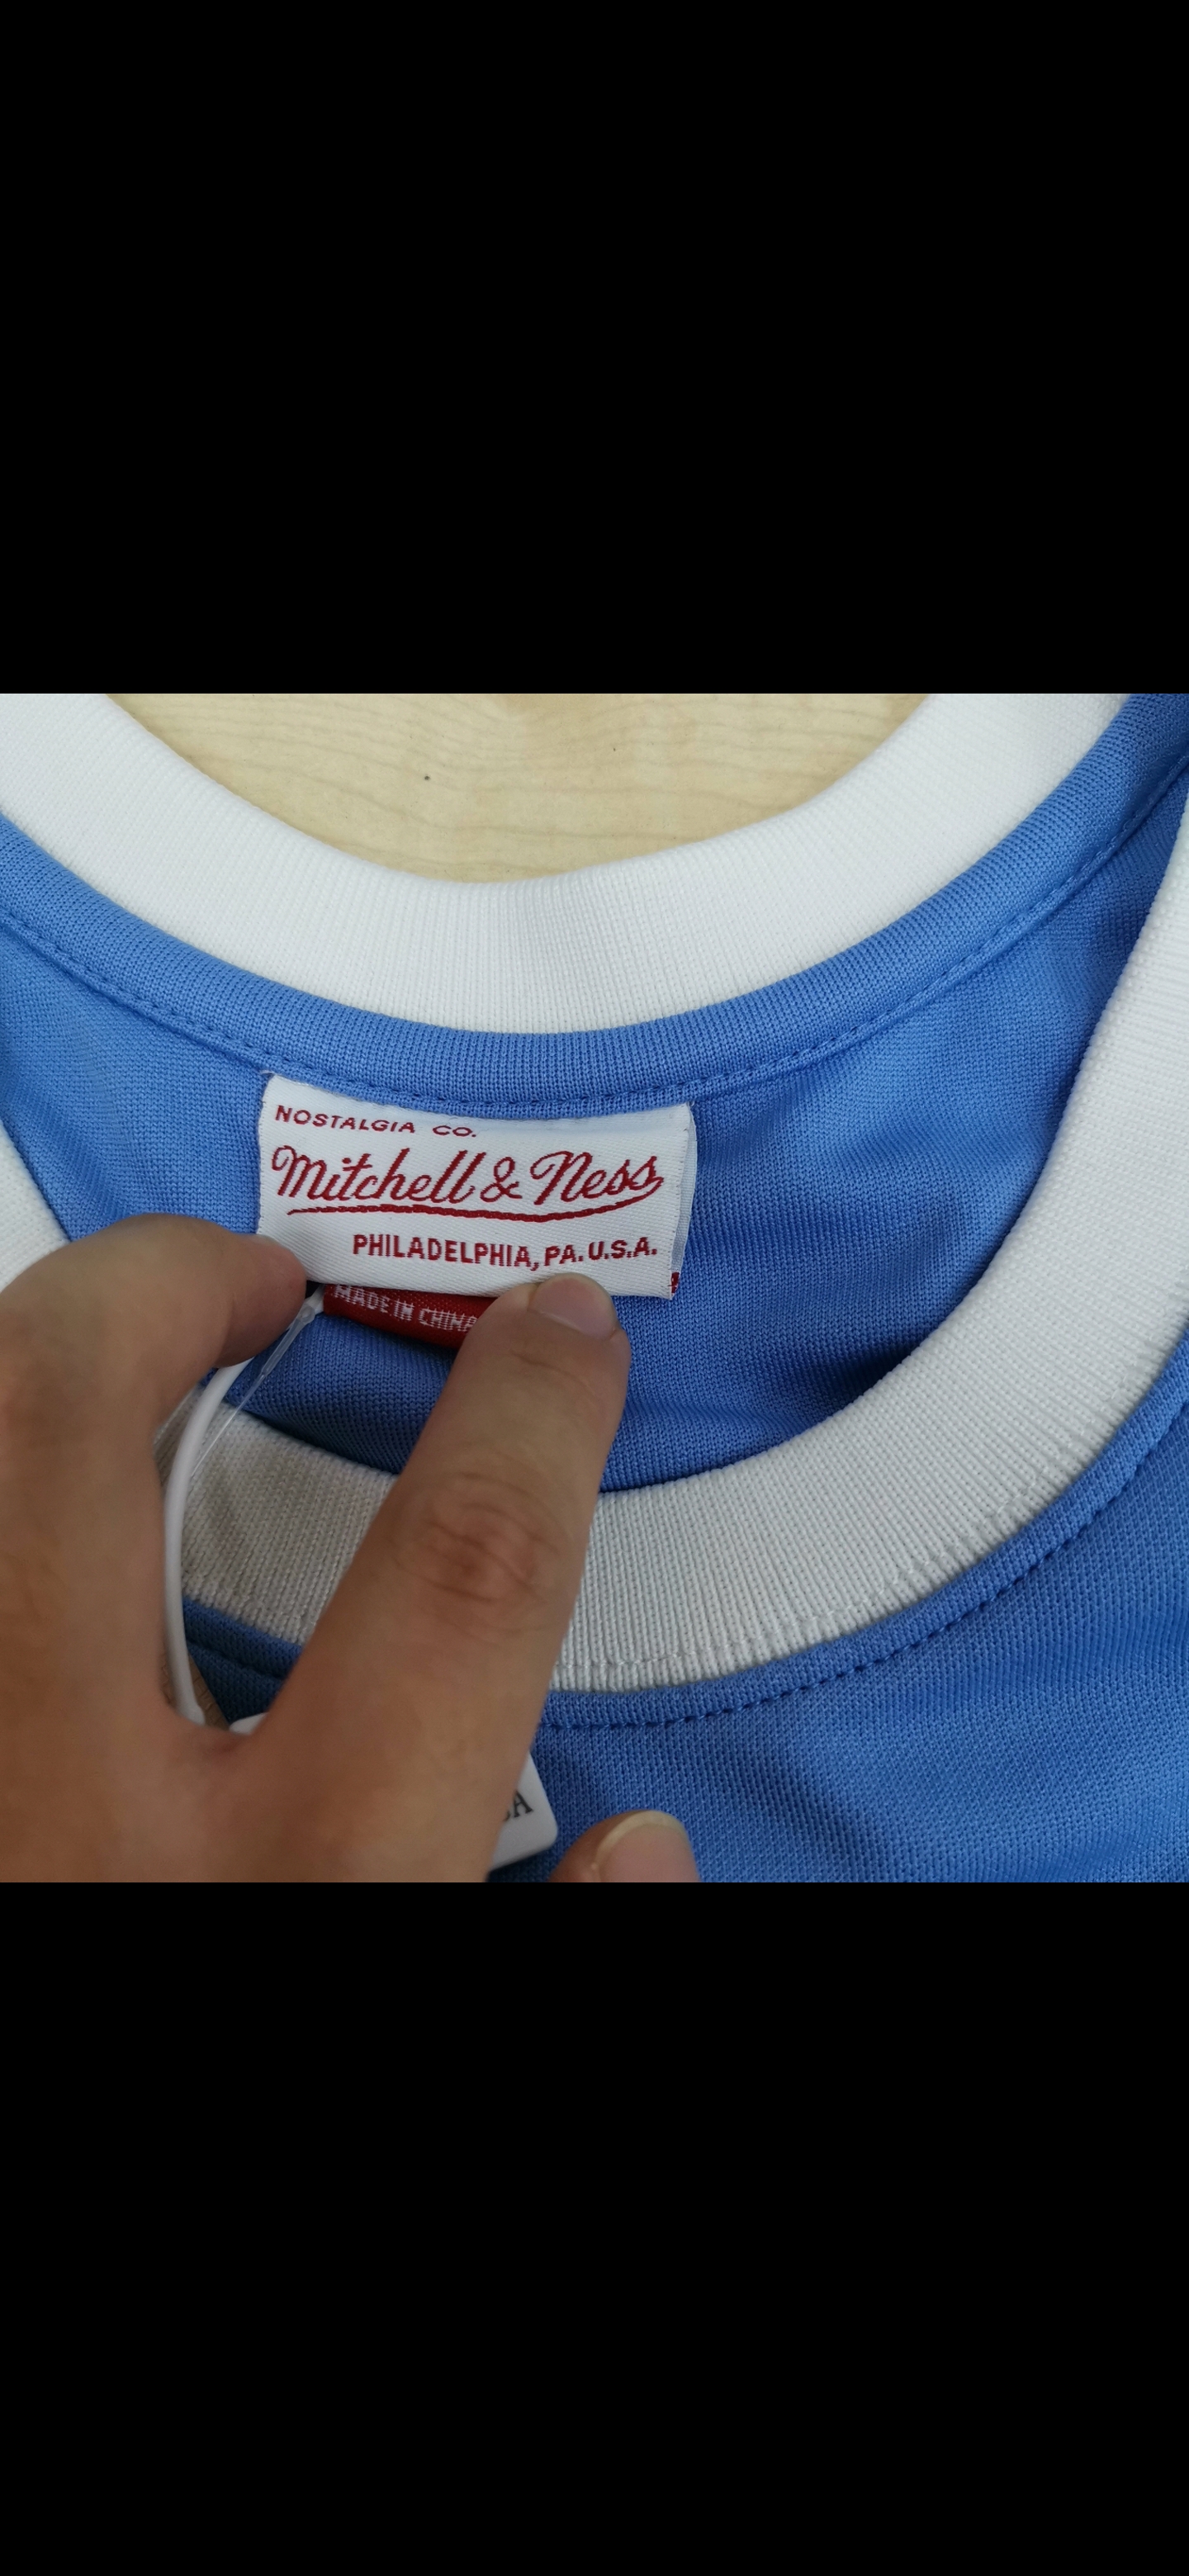 NOSTALGIA CO.
Mitchell & Ness
PHILADELPHIA, PA. U.S.A.
MADE IN CHINA